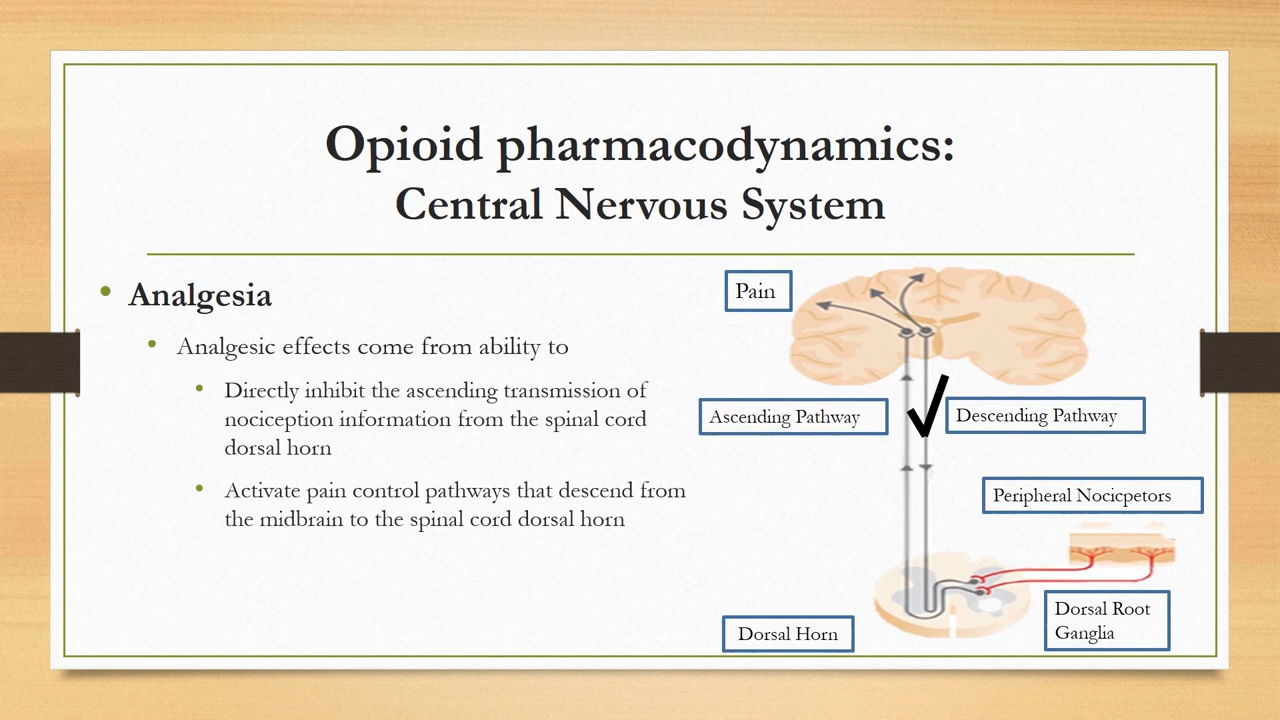 Opioid pharmacodynamics:
Central Nervous System
• Analgesia
• Analgesic effects come from ability to
• Directly inhibit the ascending transmission of
nociception information from the spinal cord
dorsal horn
• Activate pain control pathways that descend from
the midbrain to the spinal cord dorsal horn
Pain
Ascending Pathway
Descending Pathway
Peripheral Nocicpetors
Dorsal Root
Ganglia
Dorsal Horn